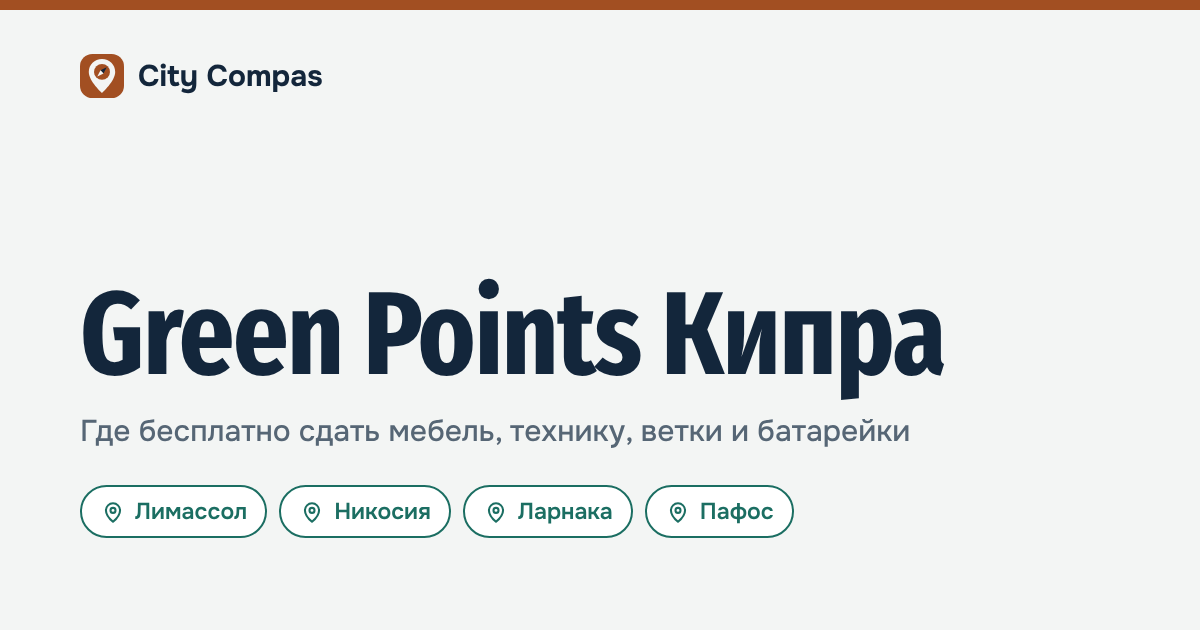 City Compas
Green Points Кипра
Где бесплатно сдать мебель, технику, ветки и батарейки
Лимассол Никосия Ларнака Пафос